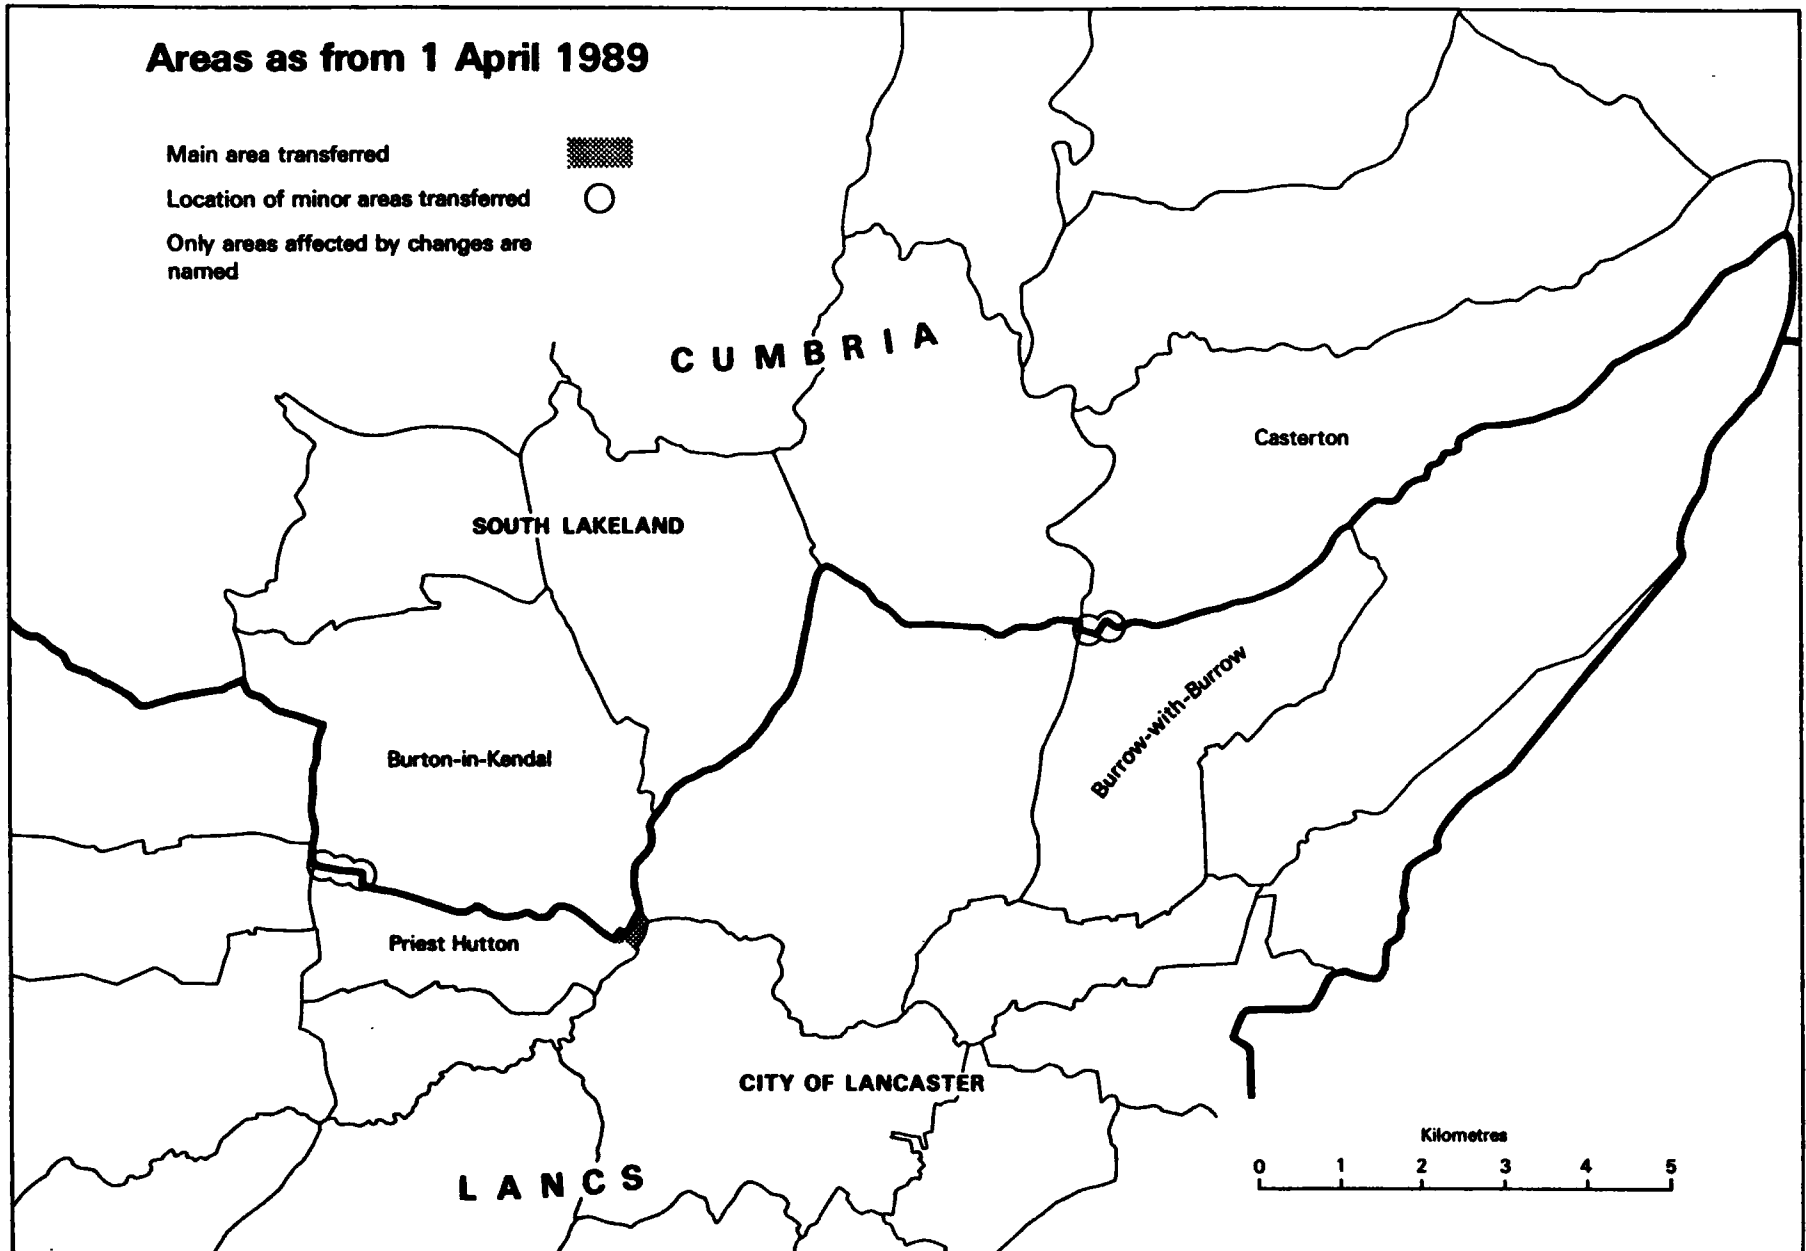 Areas as from 1 April 1989
Main area transferred
Location of minor areas transferred
Only areas affected by changes are
named
CUMBRIA
Casterton
SOUTH LAKELAND
Burrow-with-Burrow
Burton-in-Kendal
Priest Hutton
CITY OF LANCASTER
LANCS
Kilometres
0 1 2 3 4 5